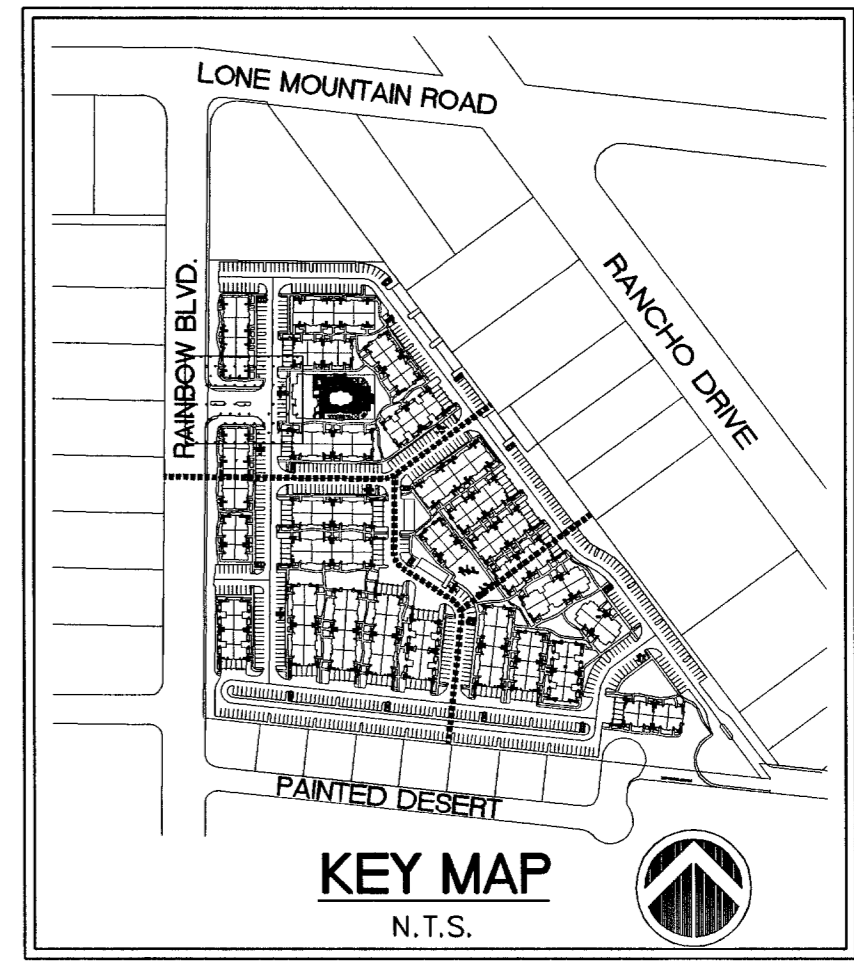 LONE MOUNTAIN ROAD
RAINBOW BLVD.
RANCHO DRIVE
PAINTED DESERT
KEY MAP
N.T.S.